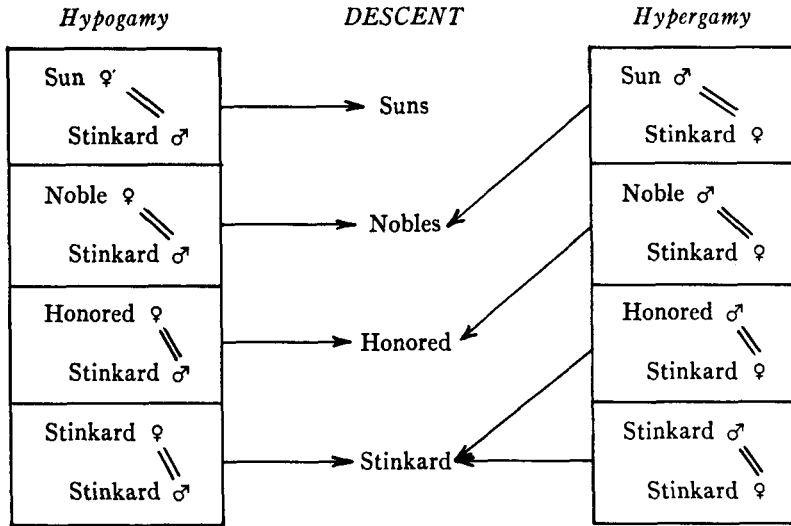 Hypogamy
DESCENT
Hypergamy
Sun ♀
Stinkard ♂
Suns
Sun ♂
Stinkard ♀
Noble ♀
Stinkard ♂
Nobles
Noble ♂
Stinkard ♀
Honored ♀
Stinkard ♂
Honored
Honored ♂
Stinkard ♀
Stinkard ♀
Stinkard ♂
Stinkard
Stinkard ♂
Stinkard ♀